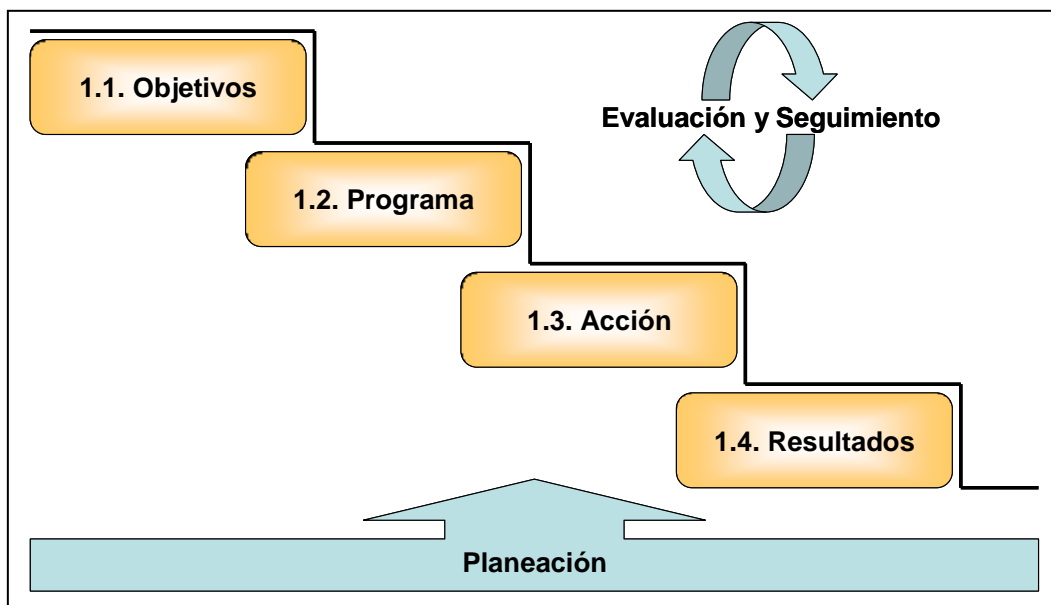 1.1. Objetivos
Evaluación y Seguimiento
1.2. Programa
1.3. Acción
1.4. Resultados
Planeación